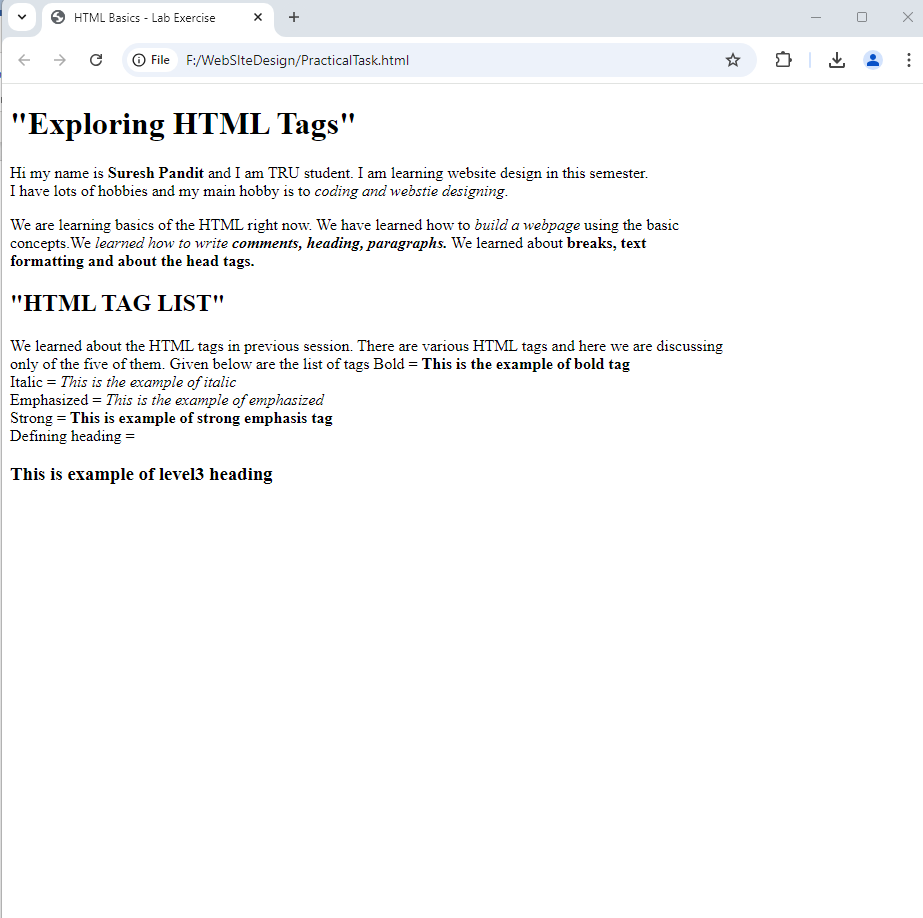 HTML Basics - Lab Exercise
File F:/WebSIteDesign/PracticalTask.html
"Exploring HTML Tags"
Hi my name is Suresh Pandit and I am TRU student. I am learning website design in this semester.
I have lots of hobbies and my main hobby is to coding and webstie designing.
We are learning basics of the HTML right now. We have learned how to build a webpage using the basic
concepts.We learned how to write comments, heading, paragraphs. We learned about breaks, text
formatting and about the head tags.
"HTML TAG LIST"
We learned about the HTML tags in previous session. There are various HTML tags and here we are discussing
only of the five of them. Given below are the list of tags Bold = This is the example of bold tag
Italic = This is the example of italic
Emphasized = This is the example of emphasized
Strong = This is example of strong emphasis tag
Defining heading =
This is example of level3 heading